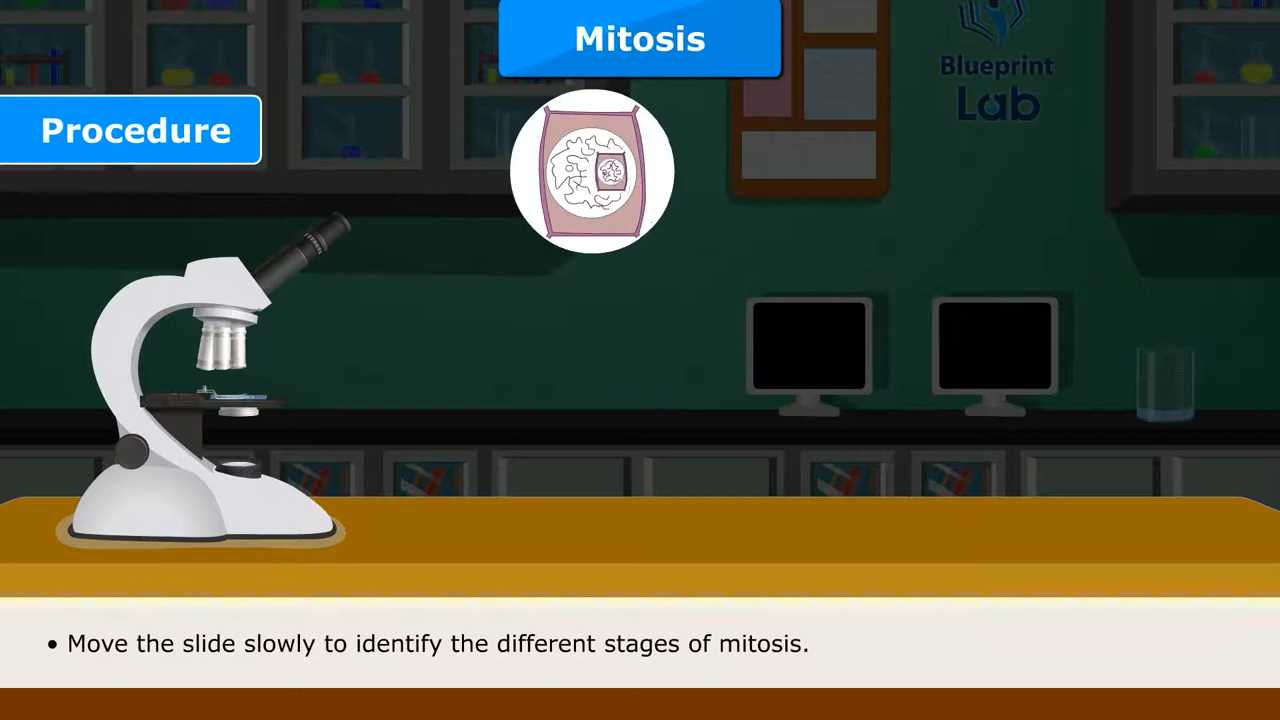 Mitosis
Blueprint
Lab
Procedure
• Move the slide slowly to identify the different stages of mitosis.